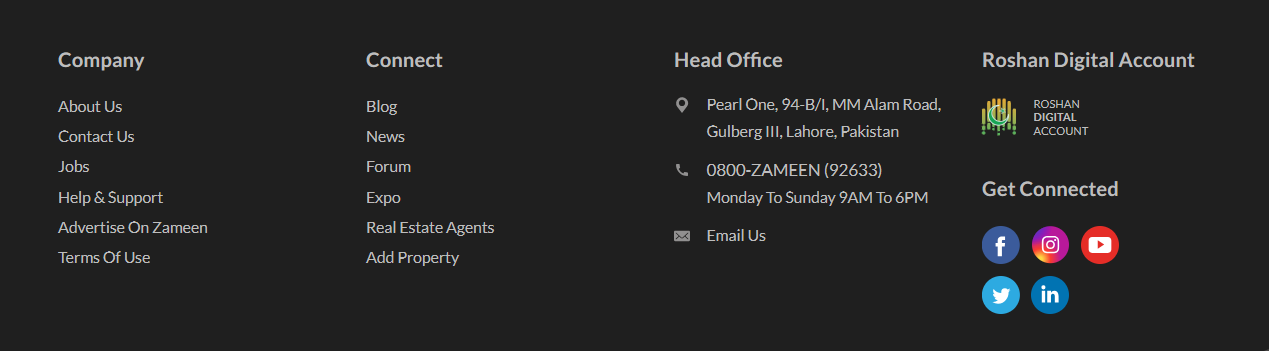 Company
About Us
Contact Us
Jobs
Help & Support
Advertise On Zameen
Terms Of Use
Connect
Blog
News
Forum
Expo
Real Estate Agents
Add Property
Head Office
Pearl One, 94-B/I, MM Alam Road,
Gulberg III, Lahore, Pakistan
0800-ZAMEEN (92633)
Monday To Sunday 9AM To 6PM
Email Us
Roshan Digital Account
ROSHAN
DIGITAL
ACCOUNT
Get Connected